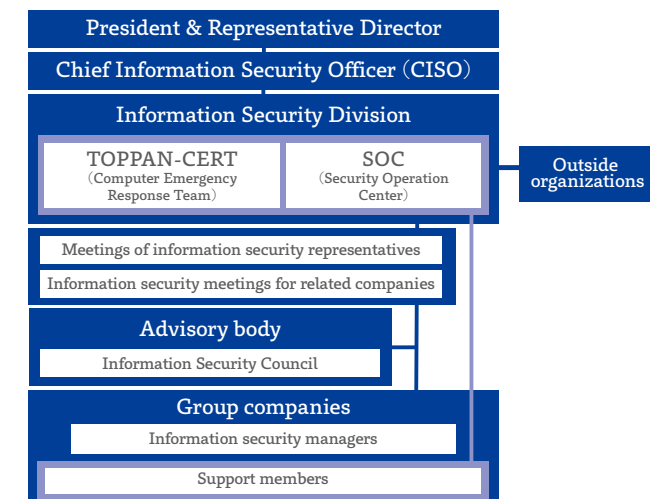 President & Representative Director
Chief Information Security Officer（CISO）
Information Security Division
TOPPAN-CERT
（Computer Emergency
Response Team）
SOC
（Security Operation
Center）
Outside
organizations
Meetings of information security representatives
Information security meetings for related companies
Advisory body
Information Security Council
Group companies
Information security managers
Support members